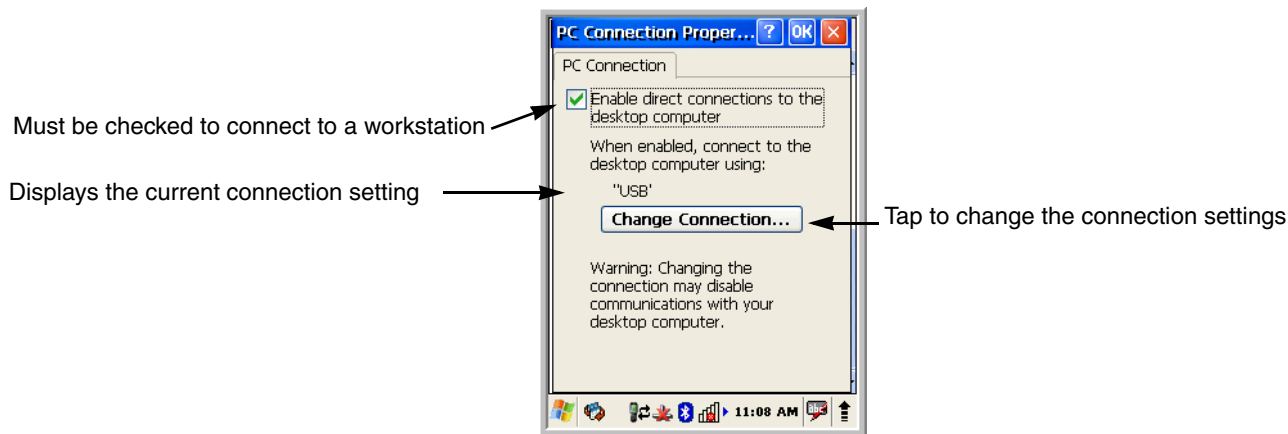 PC Connection Proper... ? OK
PC Connection
Enable direct connections to the
desktop computer
Must be checked to connect to a workstation
When enabled, connect to the
desktop computer using:
Displays the current connection setting
"USB'
Change Connection...
Tap to change the connection settings
Warning: Changing the
connection may disable
communications with your
desktop computer.
11:08 AM